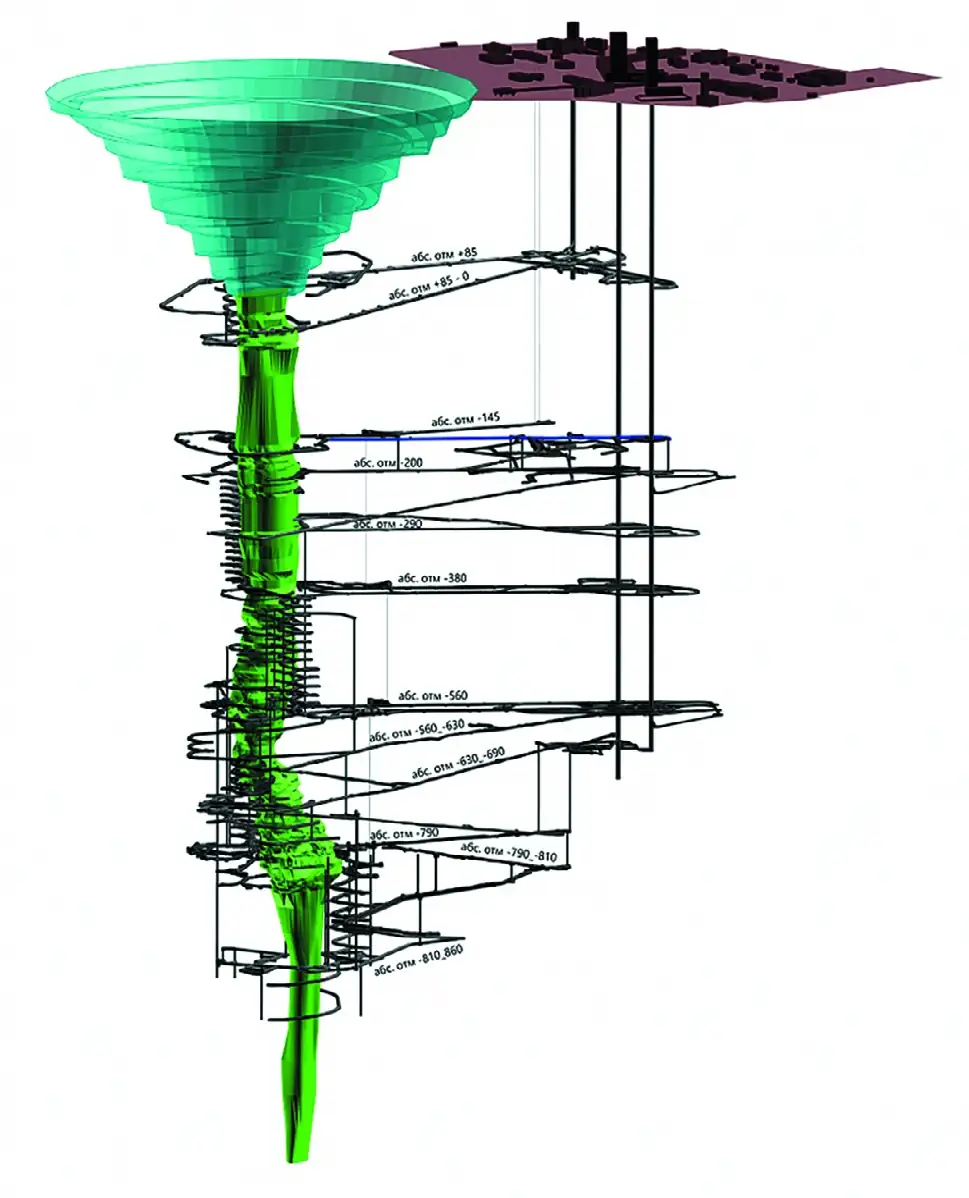 абс. отм +85
абс. отм +85 - 0
абс. отм -145
абс. отм -200
абс. отм -290
абс. отм -380
абс. отм -560
абс. отм -560_-630
абс. отм -630_-690
абс. отм -790
абс. отм -790_-810
абс. отм -810_860